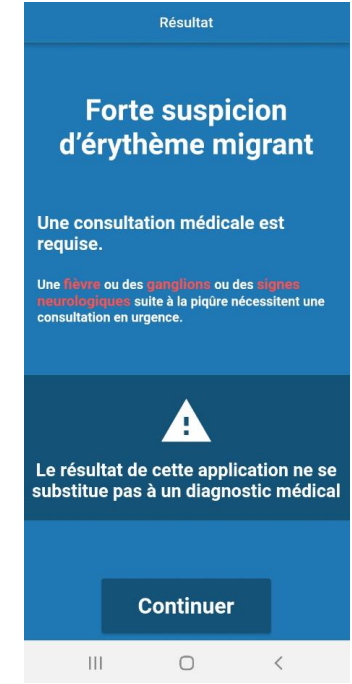 Résultat
Forte suspicion
d’érythème migrant
Une consultation médicale est
requise.
Une fièvre ou des ganglions ou des signes
neurologiques suite à la piqûre nécessitent une
consultation en urgence.
Le résultat de cette application ne se
substitue pas à un diagnostic médical
Continuer